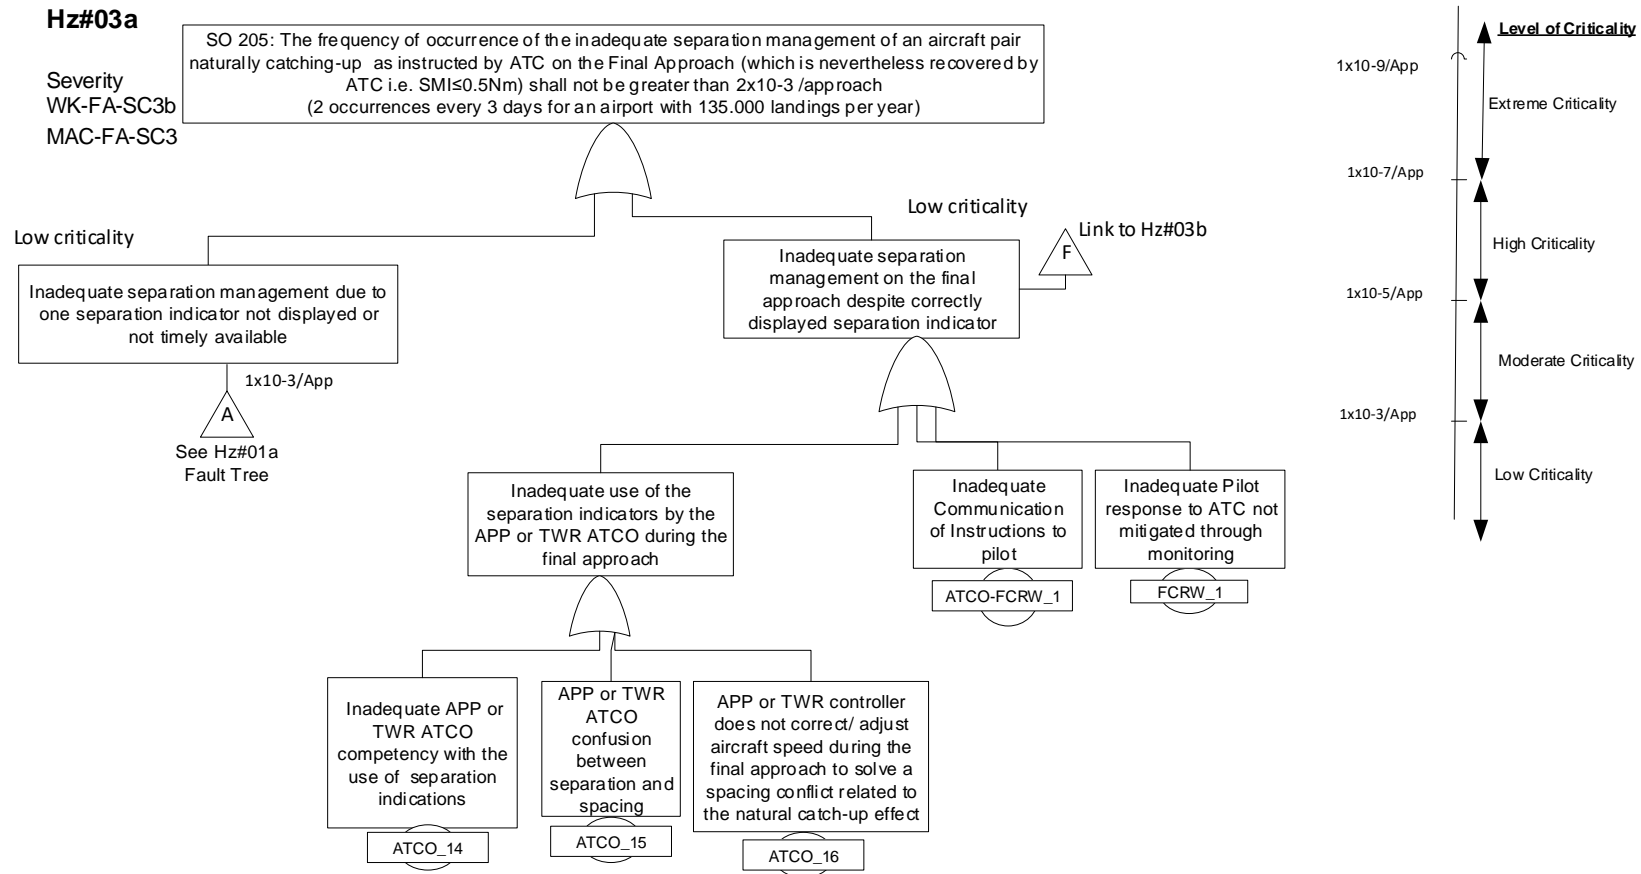 Hz#03a
Severity
WK-FA-SC3b
MAC-FA-SC3
SO 205: The frequency of occurrence of the inadequate separation management of an aircraft pair
naturally catching-up as instructed by ATC on the Final Approach (which is nevertheless recovered by
ATC i.e. SMI≤0.5Nm) shall not be greater than 2x10-3 /approach
(2 occurrences every 3 days for an airport with 135.000 landings per year)
Low criticality
Inadequate separation management due to
one separation indicator not displayed or
not timely available
1x10-3/App
A
See Hz#01a
Fault Tree
Low criticality
Inadequate separation
management on the final
approach despite correctly
displayed separation indicator
Link to Hz#03b
F
Inadequate use of the
separation indicators by the
APP or TWR ATCO during the
final approach
Inadequate
Communication
of Instructions to
pilot
ATCO-FCRW_1
Inadequate Pilot
response to ATC not
mitigated through
monitoring
FCRW_1
Inadequate APP or
TWR ATCO
competency with the
use of separation
indications
ATCO_14
APP or TWR
ATCO
confusion
between
separation and
spacing
ATCO_15
APP or TWR controller
does not correct/ adjust
aircraft speed during the
final approach to solve a
spacing conflict related to
the natural catch-up effect
ATCO_16
Level of Criticality
1x10-9/App
Extreme Criticality
1x10-7/App
High Criticality
1x10-5/App
Moderate Criticality
1x10-3/App
Low Criticality